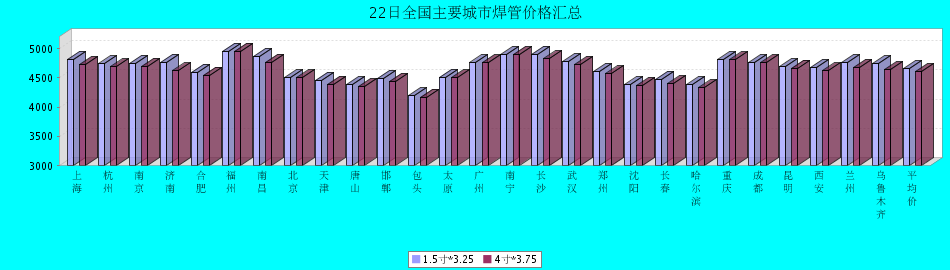 22日全国主要城市焊管价格汇总
5000
4500
4000
3500
3000
上海 杭州 南京 济南 合肥 福州 南昌 北京 天津 唐山 邯郸 包头 太原 广州 南宁 长沙 武汉 郑州 沈阳 长春 哈尔滨 重庆 成都 昆明 西安 兰州 乌鲁木齐 平均价
1.5寸*3.25 4寸*3.75